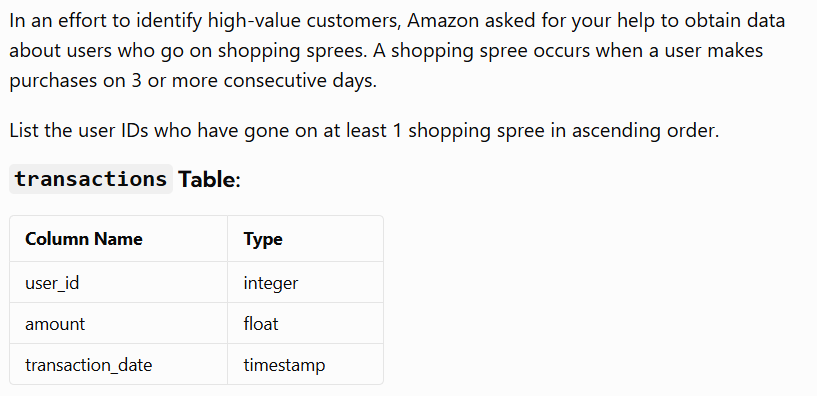 In an effort to identify high-value customers, Amazon asked for your help to obtain data
about users who go on shopping sprees. A shopping spree occurs when a user makes
purchases on 3 or more consecutive days.
List the user IDs who have gone on at least 1 shopping spree in ascending order.
transactions Table:
Column Name Type
user_id integer
amount float
transaction_date timestamp